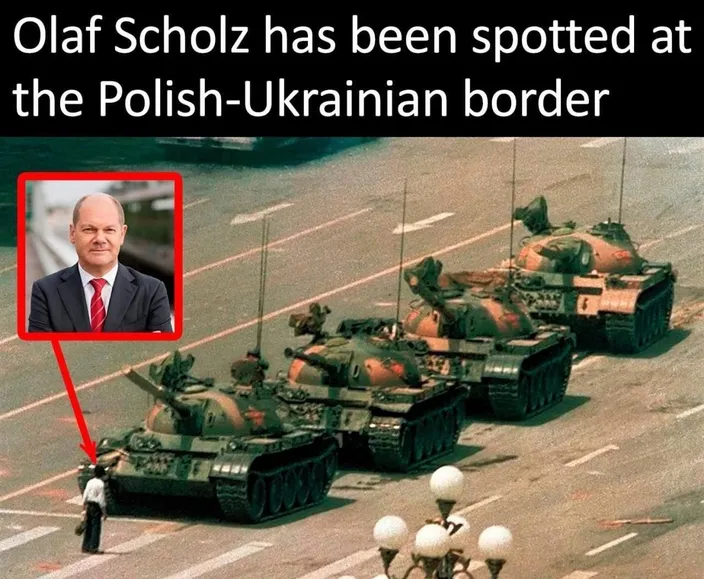 Olaf Scholz has been spotted at
the Polish-Ukrainian border